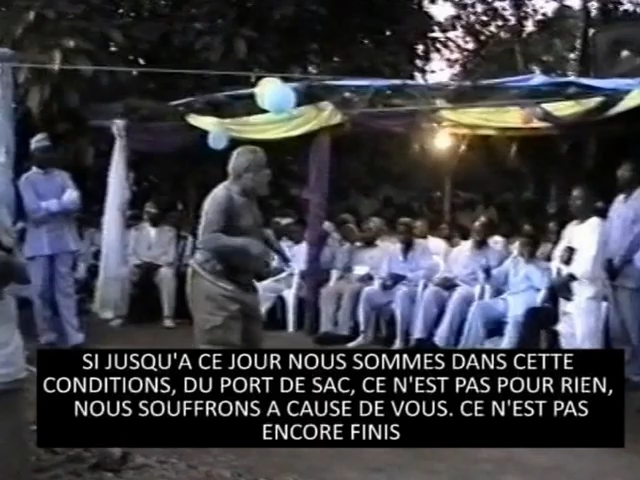 SI JUSQU'A CE JOUR NOUS SOMMES DANS CETTE
CONDITIONS, DU PORT DE SAC, CE N'EST PAS POUR RIEN,
NOUS SOUFFRONS A CAUSE DE VOUS. CE N'EST PAS
ENCORE FINIS